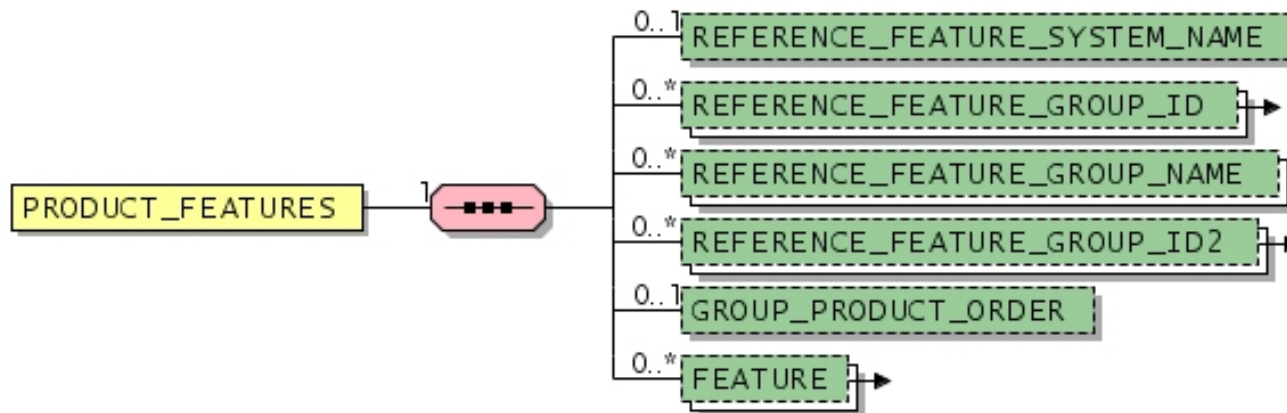 0..1
REFERENCE_FEATURE_SYSTEM_NAME
0..*
REFERENCE_FEATURE_GROUP_ID
0..*
REFERENCE_FEATURE_GROUP_NAME
PRODUCT_FEATURES
1
0..*
REFERENCE_FEATURE_GROUP_ID2
0..1
GROUP_PRODUCT_ORDER
0..*
FEATURE